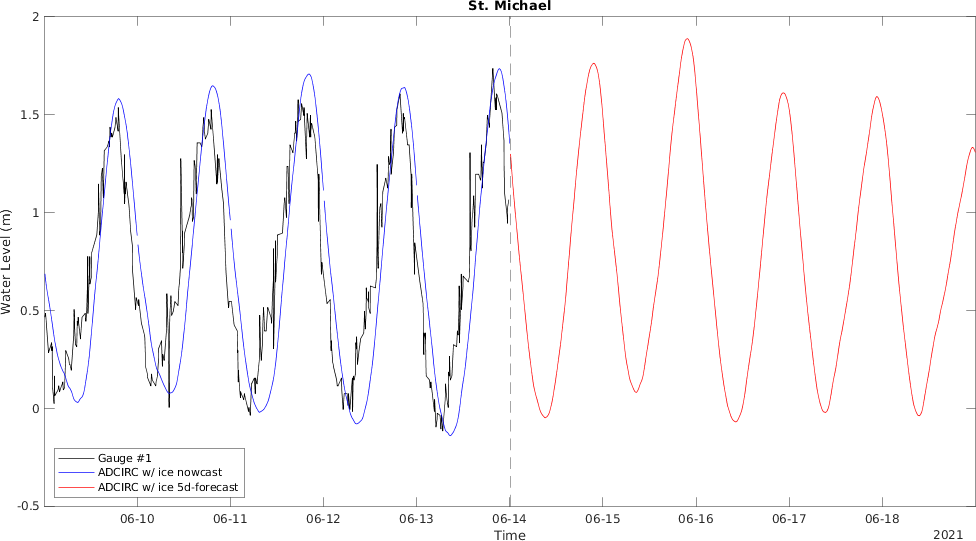 St. Michael
2
1.5
1
0.5
0
-0.5
Water Level (m)
Gauge #1
ADCIRC w/ ice nowcast
ADCIRC w/ ice 5d-forecast
06-10 06-11 06-12 06-13 06-14 06-15 06-16 06-17 06-18
Time
2021